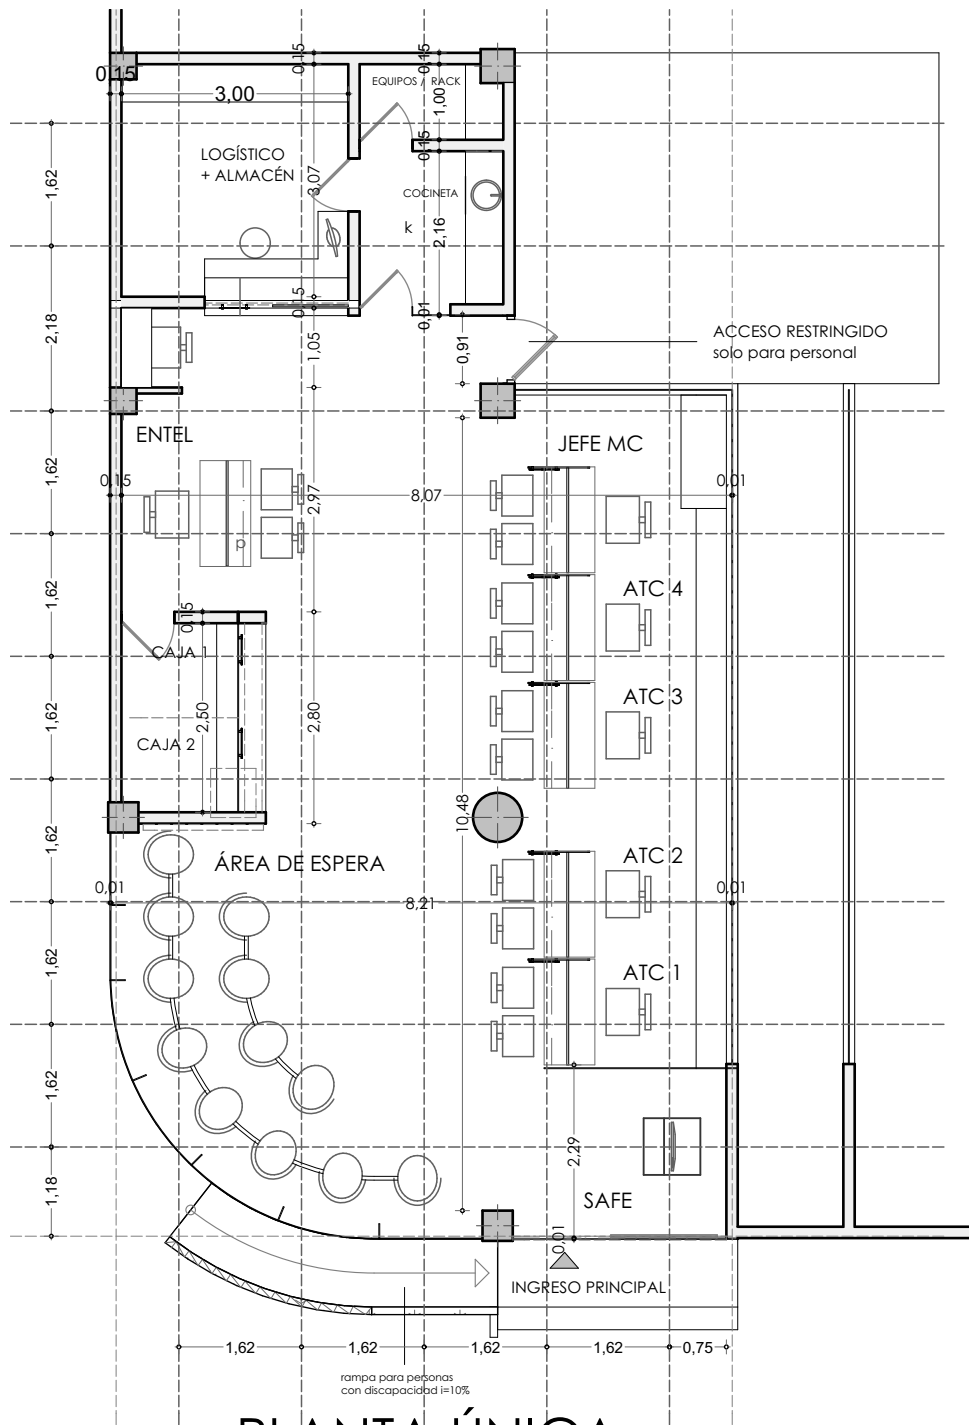 0,15
0,15
0,15
EQUIPOS / RACK
3,00
1,00
0,15
LOGÍSTICO
+ ALMACÉN
3,07
COCINETA
k
2,16
1,62
2,18
0,01
1,05
0,91
ACCESO RESTRINGIDO
solo para personal
ENTEL
JEFE MC
1,62
0,15
2,97
8,07
0,01
p
1,62
ATC 4
0,15
CAJA 1
1,62
2,50
2,80
ATC 3
CAJA 2
1,62
10,48
ÁREA DE ESPERA
ATC 2
0,01
8,21
0,01
1,62
ATC 1
1,62
2,29
1,18
SAFE
0,01
INGRESO PRINCIPAL
1,62
1,62
1,62
1,62
0,75
rampa para personas
con discapacidad i=10%
PLANTA ÚNICA